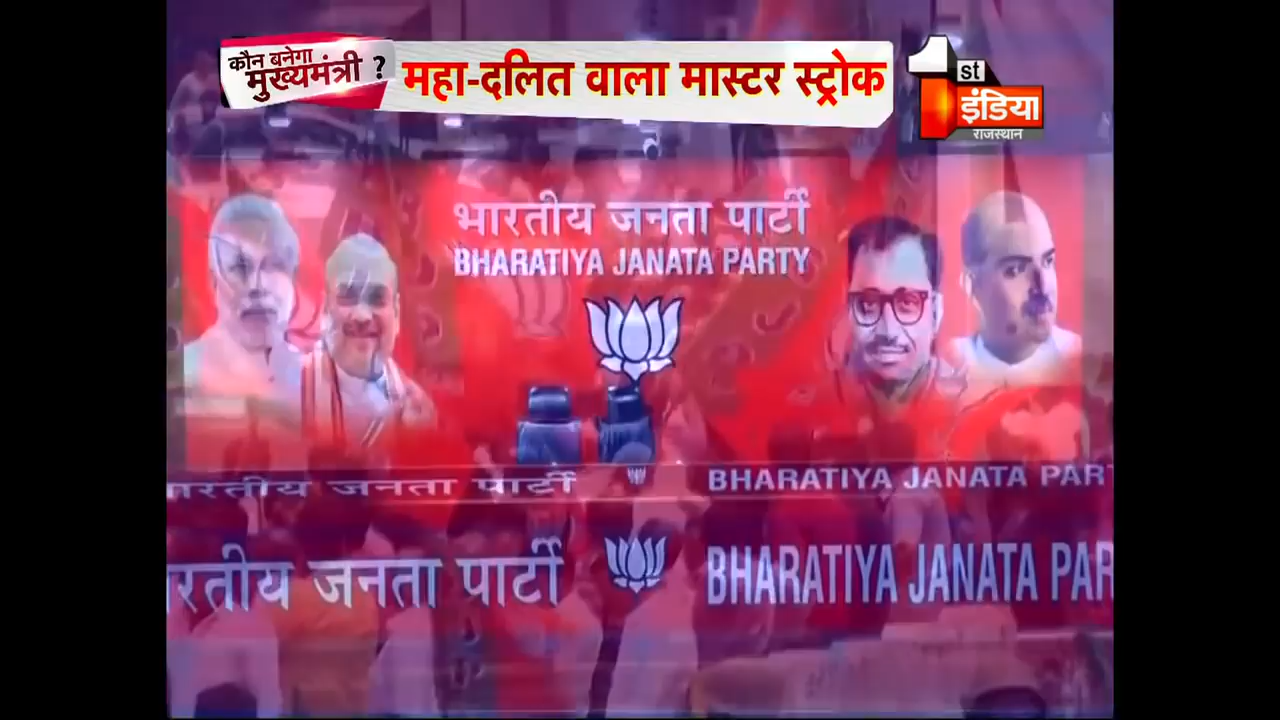 कौन बनेगा
मुख्यमंत्री ?
महा-दलित वाला मास्टर स्ट्रोक
1st
इंडिया
राजस्थान
भारतीय जनता पार्टी
BHARATIYA JANATA PARTY
ारतीय जनता पार्टी
BHARATIYA JANATA PART
रतीय जनता पार्टी
BHARATIYA JANATA PAR